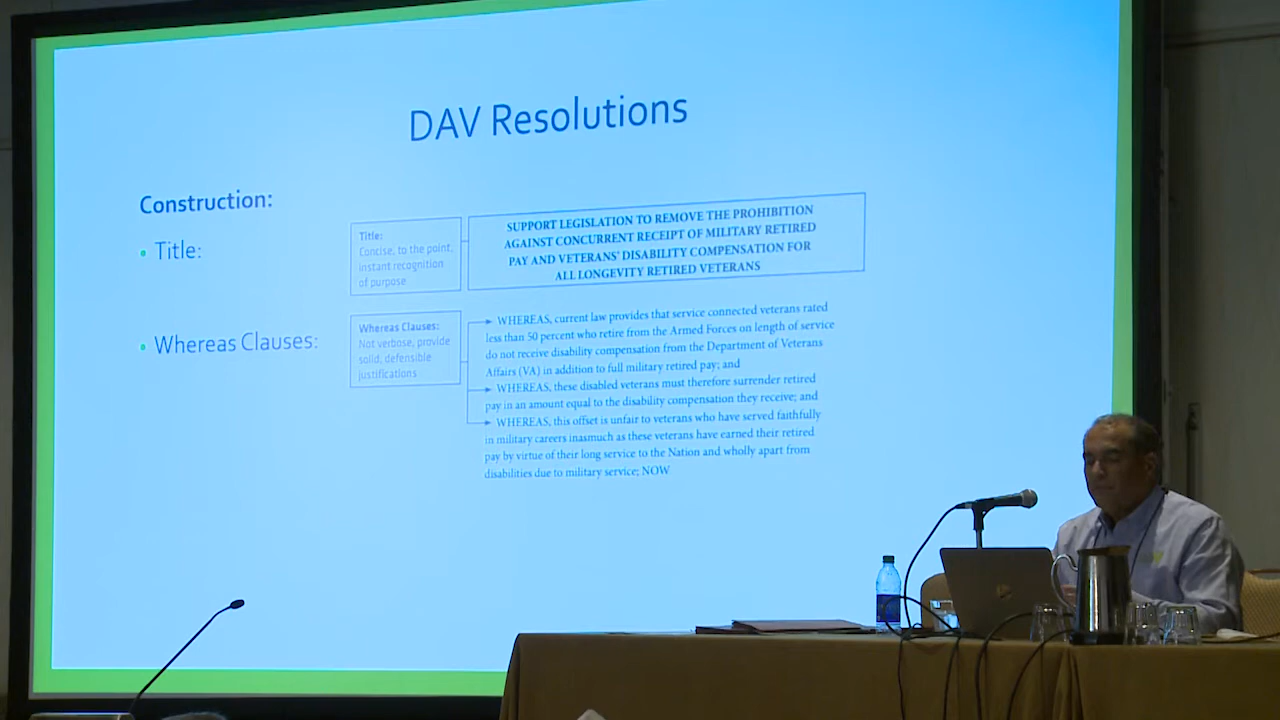 DAV Resolutions
Construction:
• Title:
Title:
Concise, to the point,
instant recognition
of purpose
SUPPORT LEGISLATION TO REMOVE THE PROHIBITION
AGAINST CONCURRENT RECEIPT OF MILITARY RETIRED
PAY AND VETERANS' DISABILITY COMPENSATION FOR
ALL LONGEVITY RETIRED VETERANS
• Whereas Clauses:
Whereas Clauses:
Not verbose, provide
solid, defensible
justifications
WHEREAS, current law provides that service connected veterans rated
less than 50 percent who retire from the Armed Forces on length of service
do not receive disability compensation from the Department of Veterans
Affairs (VA) in addition to full military retired pay; and
WHEREAS, these disabled veterans must therefore surrender retired
pay in an amount equal to the disability compensation they receive; and
WHEREAS, this offset is unfair to veterans who have served faithfully
in military careers inasmuch as these veterans have earned their retired
pay by virtue of their long service to the Nation and wholly apart from
disabilities due to military service; NOW